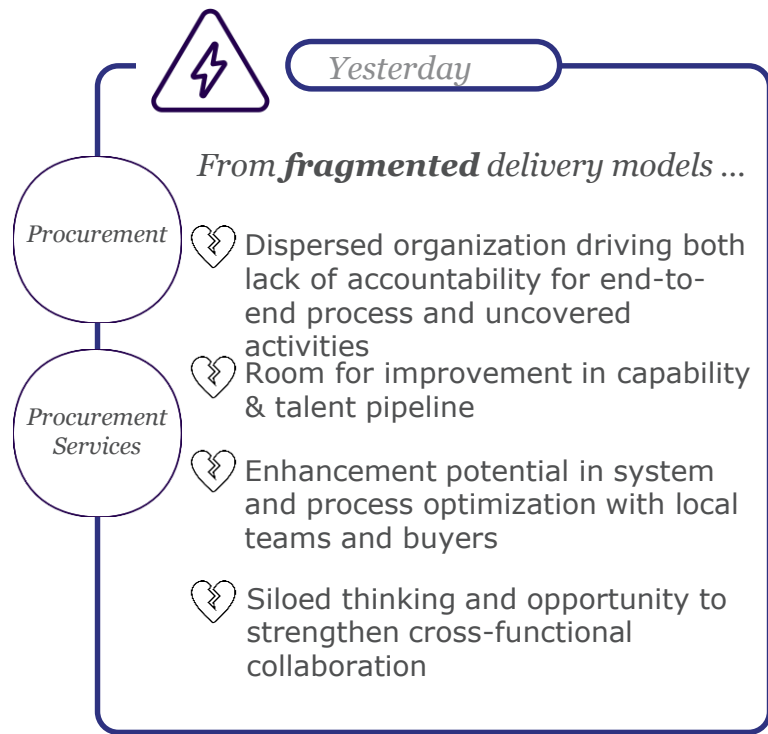 Yesterday
From fragmented delivery models ...
Procurement
Dispersed organization driving both
lack of accountability for end-to-
end process and uncovered
activities
Room for improvement in capability
& talent pipeline
Procurement
Services
Enhancement potential in system
and process optimization with local
teams and buyers
Siloed thinking and opportunity to
strengthen cross-functional
collaboration